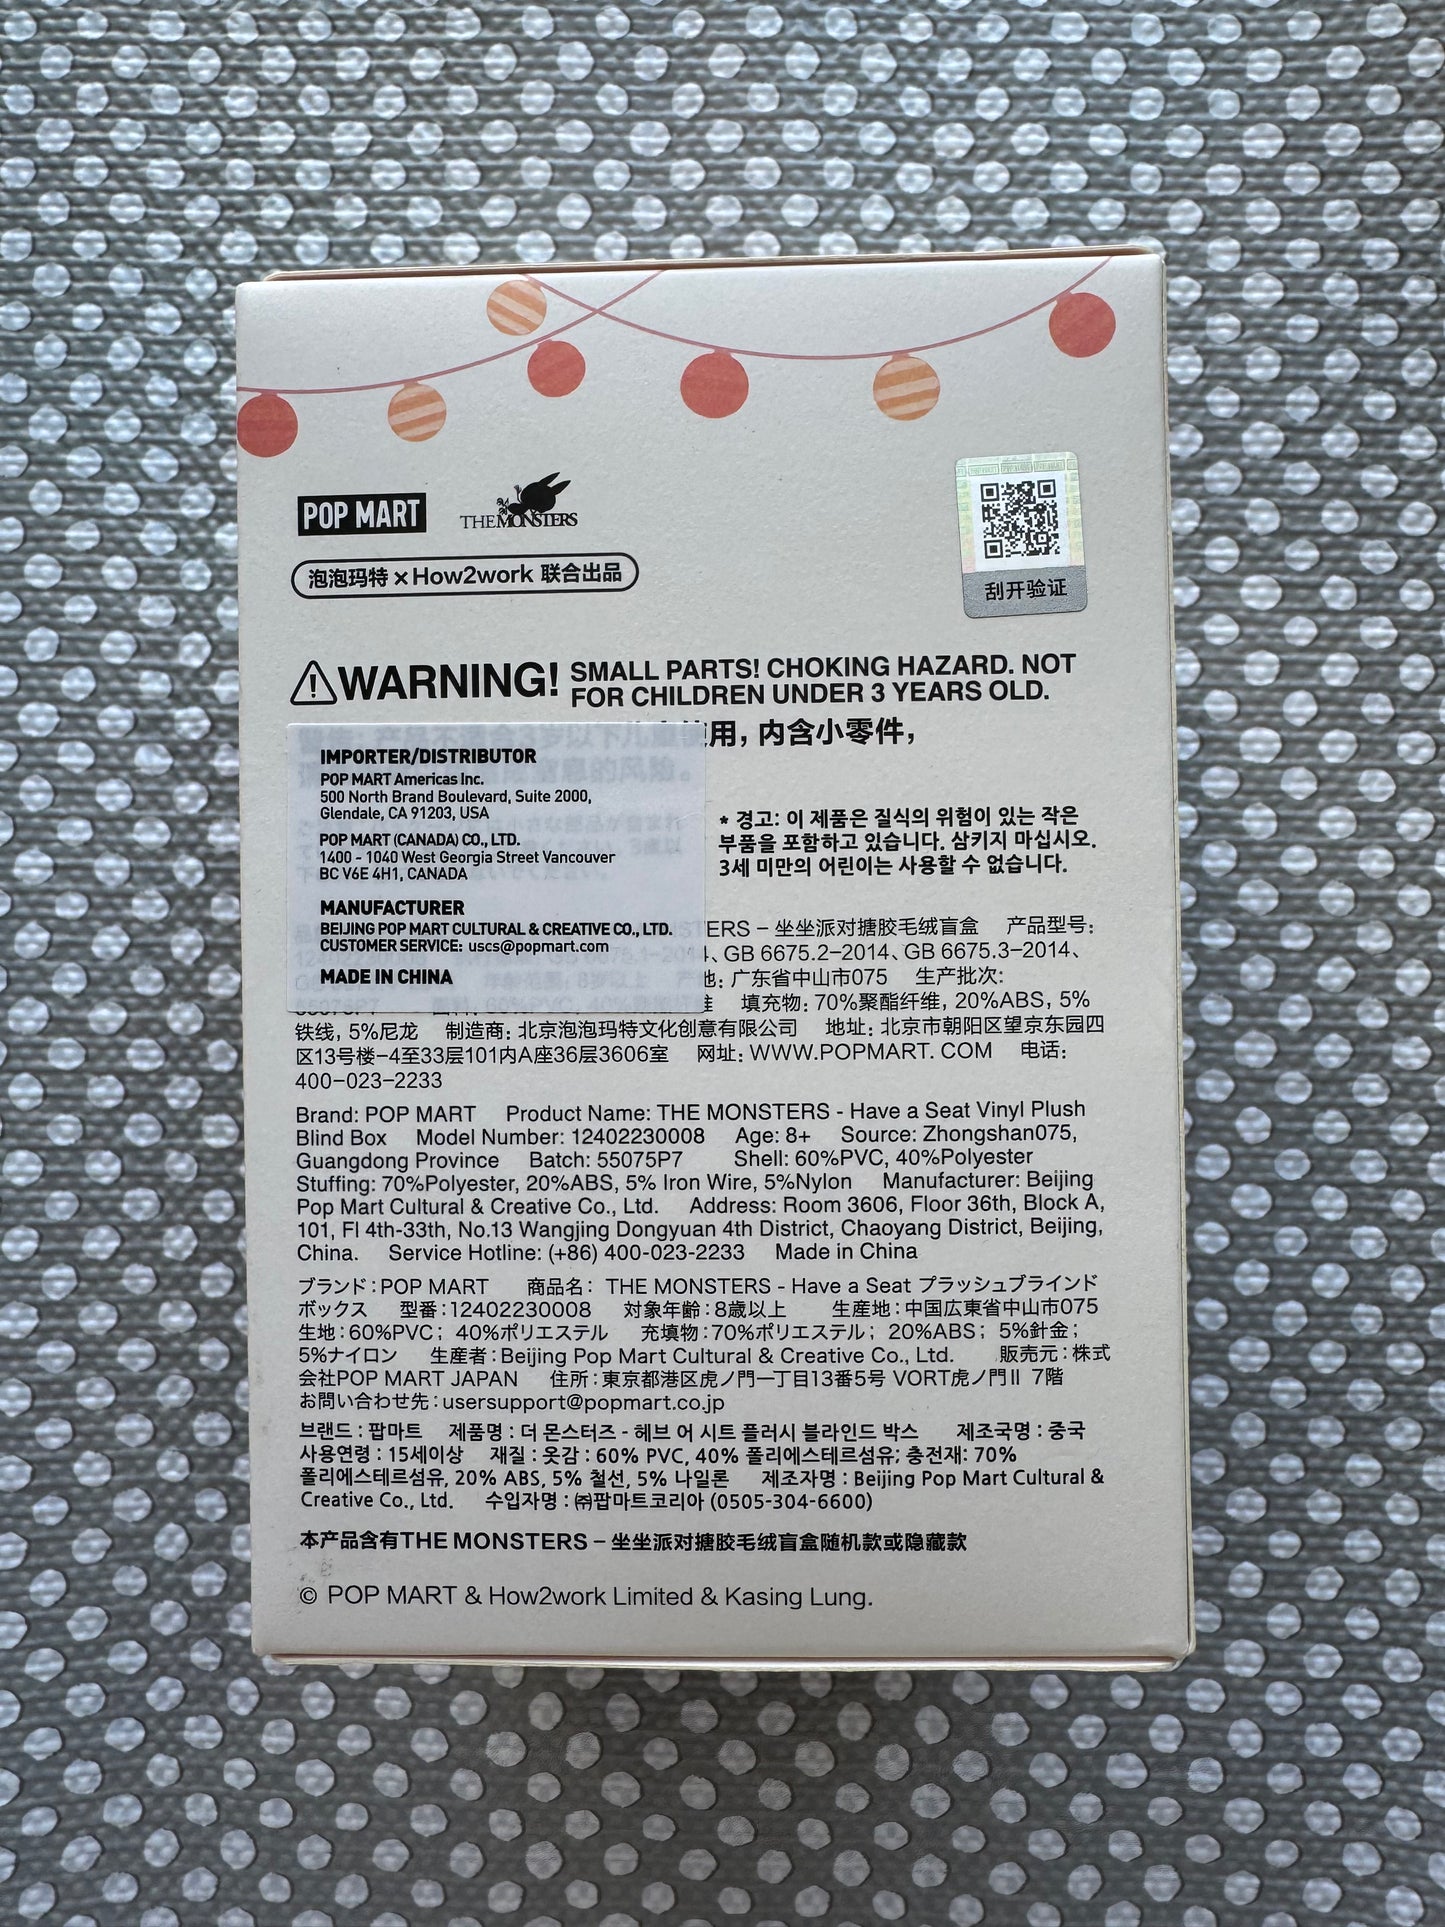 POP MART
THE MONSTERS
泡泡玛特 × How2work 联合出品
刮开验证
WARNING! SMALL PARTS! CHOKING HAZARD. NOT
FOR CHILDREN UNDER 3 YEARS OLD.
用，内含小零件，
IMPORTER/DISTRIBUTOR
POP MART Americas Inc.
500 North Brand Boulevard, Suite 2000,
Glendale, CA 91203, USA
POP MART (CANADA) CO., LTD.
1400 - 1040 West Georgia Street Vancouver
BC V6E 4H1, CANADA
MANUFACTURER
BEIJING POP MART CULTURAL & CREATIVE CO., LTD.
CUSTOMER SERVICE: uscs@popmart.com
MADE IN CHINA
* 경고: 이 제품은 질식의 위험이 있는 작은
부품을 포함하고 있습니다. 삼키지 마십시오.
3세 미만의 어린이는 사용할 수 없습니다.
ERS – 坐坐派对搪胶毛绒盲盒 产品型号:
、GB 6675.2–2014、GB 6675.3–2014、
地: 广东省中山市075 生产批次:
填充物: 70%聚酯纤维, 20%ABS, 5%
铁线, 5%尼龙 制造商: 北京泡泡玛特文化创意有限公司 地址: 北京市朝阳区望京东园四
区13号楼–4至33层101内A座36层3606室 网址: WWW.POPMART. COM 电话:
400–023–2233
Brand: POP MART Product Name: THE MONSTERS - Have a Seat Vinyl Plush
Blind Box Model Number: 12402230008 Age: 8+ Source: Zhongshan075,
Guangdong Province Batch: 55075P7 Shell: 60%PVC, 40%Polyester
Stuffing: 70%Polyester, 20%ABS, 5% Iron Wire, 5%Nylon Manufacturer: Beijing
Pop Mart Cultural & Creative Co., Ltd. Address: Room 3606, Floor 36th, Block A,
101, Fl 4th-33th, No.13 Wangjing Dongyuan 4th District, Chaoyang District, Beijing,
China. Service Hotline: (+86) 400-023-2233 Made in China
ブランド：POP MART 商品名： THE MONSTERS - Have a Seat プラッシュブラインド
ボックス 型番：12402230008 対象年齢：8歳以上 生産地：中国広東省中山市075
生地：60%PVC； 40%ポリエステル 充填物：70%ポリエステル； 20%ABS； 5%針金；
5%ナイロン 生産者：Beijing Pop Mart Cultural & Creative Co., Ltd. 販売元：株式
会社POP MART JAPAN 住所：東京都港区虎ノ門一丁目13番5号 VORT虎ノ門Ⅱ 7階
お問い合わせ先：usersupport@popmart.co.jp
브랜드 : 팝마트 제품명 : 더 몬스터즈 - 헤브 어 시트 플러시 블라인드 박스 제조국명 : 중국
사용연령 : 15세이상 재질 : 옷감 : 60% PVC, 40% 폴리에스테르섬유; 충전재: 70%
폴리에스테르섬유, 20% ABS, 5% 철선, 5% 나일론 제조자명 : Beijing Pop Mart Cultural &
Creative Co., Ltd. 수입자명 : ㈜팝마트코리아 (0505-304-6600)
本产品含有THE MONSTERS – 坐坐派对搪胶毛绒盲盒随机款或隐藏款
© POP MART & How2work Limited & Kasing Lung.